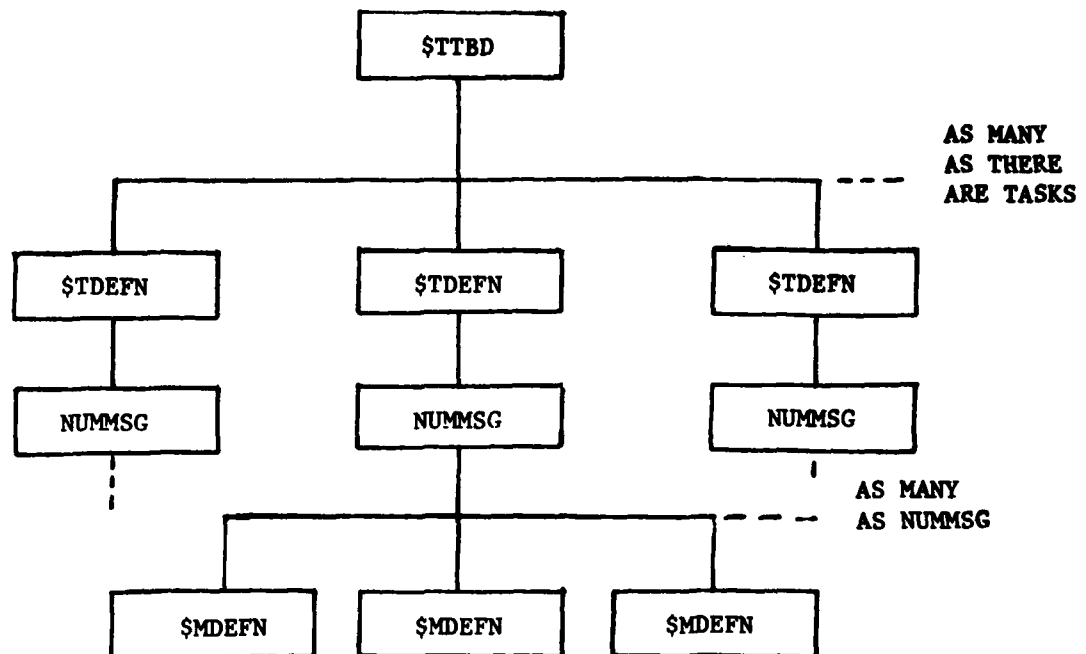 $TTBD
AS MANY
AS THERE
ARE TASKS
$TDEFN
$TDEFN
$TDEFN
NUMMSG
NUMMSG
NUMMSG
AS MANY
AS NUMMSG
$MDEFN
$MDEFN
$MDEFN